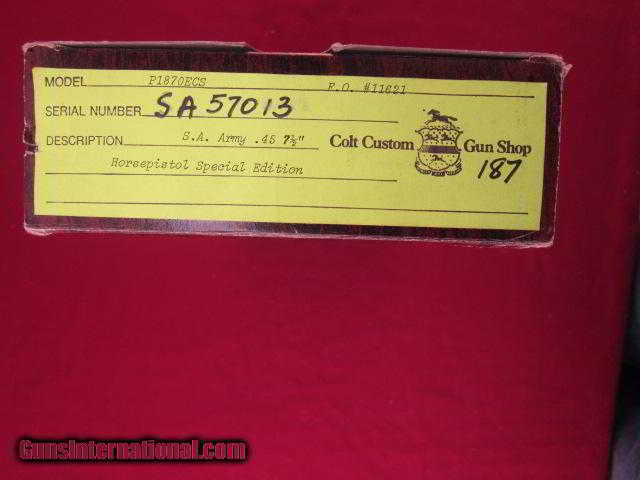 MODEL P1870ECS F.O. #11621
SERIAL NUMBER SA 57013
DESCRIPTION S.A. Army .45 7½" Colt Custom Gun Shop
Horsepistol Special Edition 187
GunsInternational.com